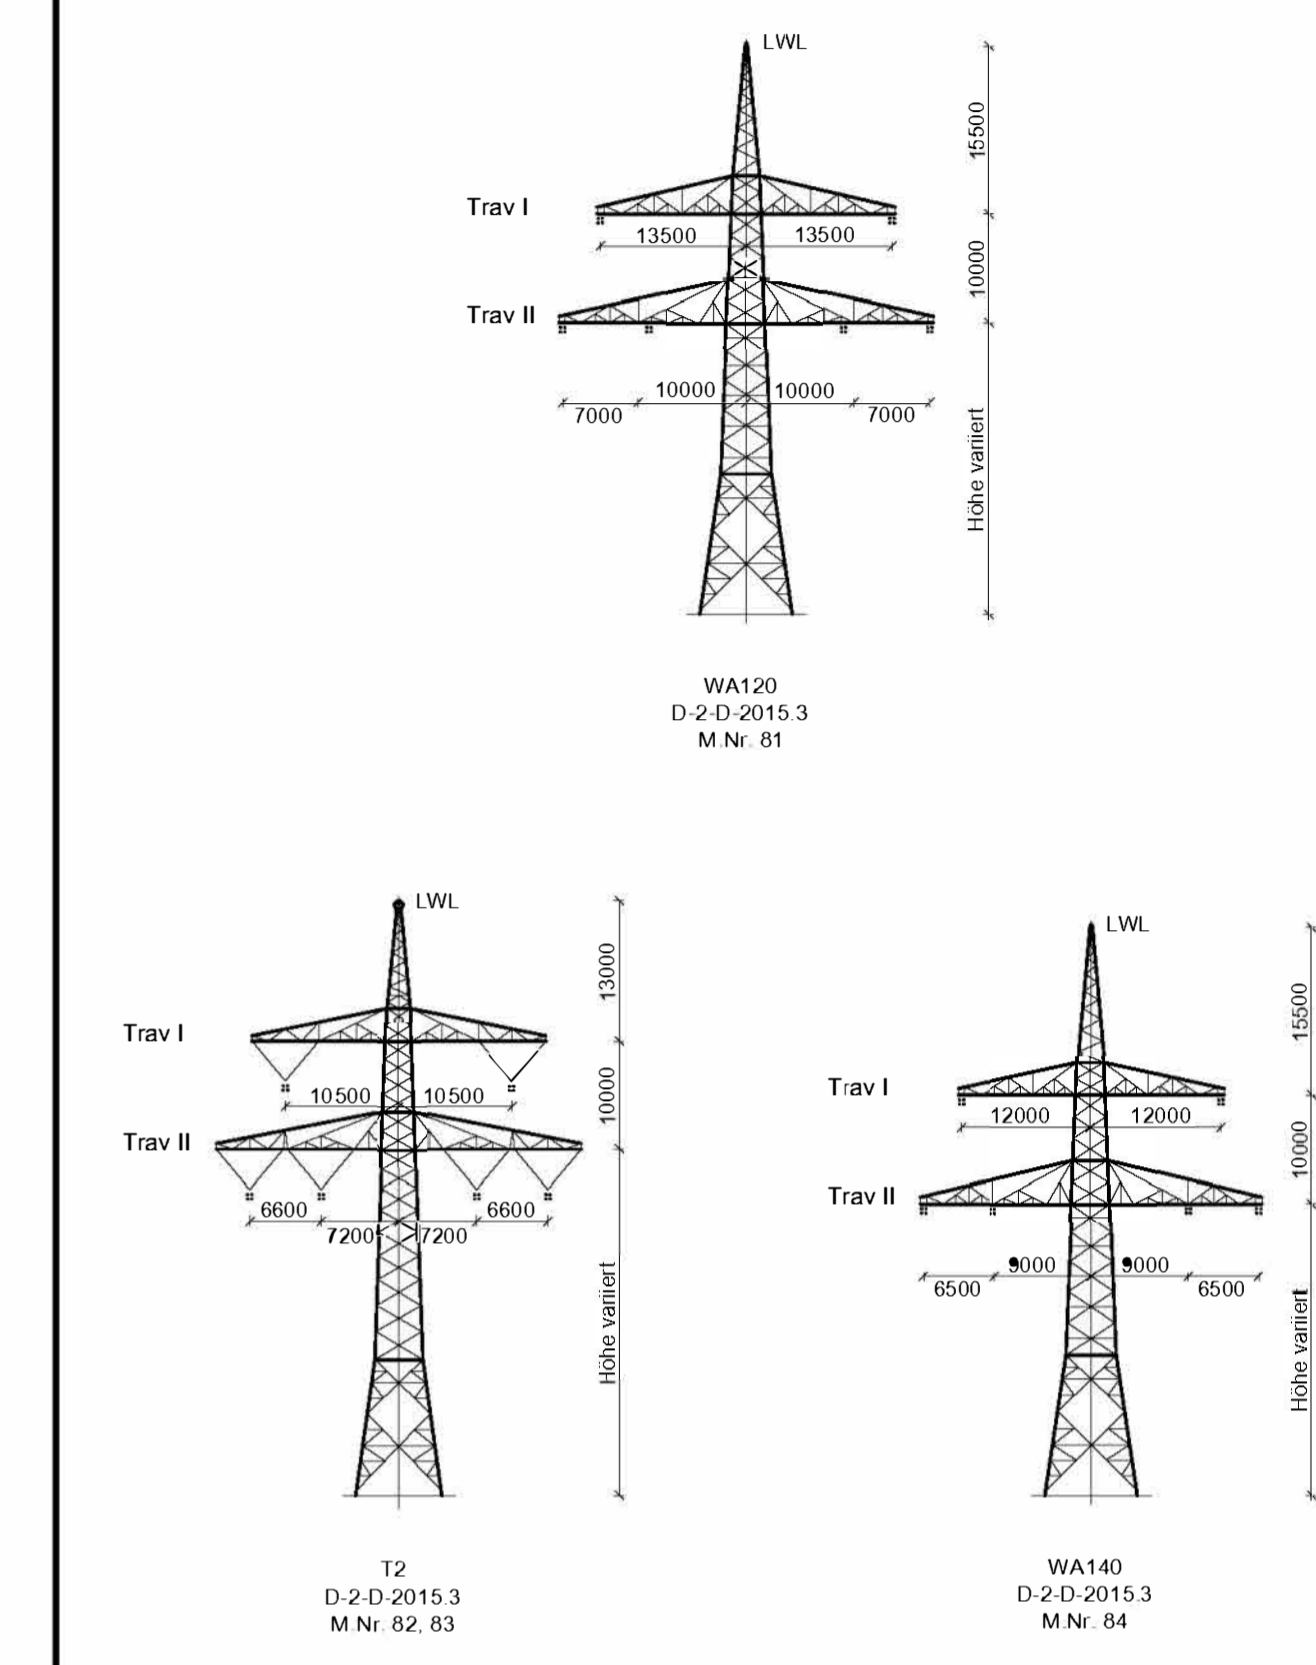 LWL
15500
Trav I
13500
13500
10000
Trav II
10000
10000
7000
7000
Höhe variiert
WA120
D-2-D-2015.3
M.Nr. 81
LWL
13000
Trav I
10500
10500
10000
Trav II
6600
6600
7200
7200
Höhe variiert
T2
D-2-D-2015.3
M.Nr. 82, 83
LWL
15500
Trav I
12000
12000
10000
Trav II
9000
9000
6500
6500
Höhe variiert
WA140
D-2-D-2015.3
M.Nr. 84